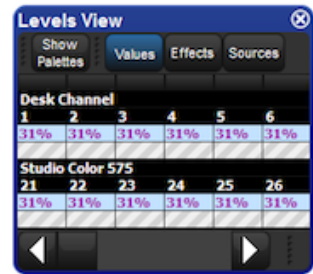 Levels View
Show Palettes Values Effects Sources
Desk Channel
1 2 3 4 5 6
31% 31% 31% 31% 31% 31%
Studio Color 575
21 22 23 24 25 26
31% 31% 31% 31% 31% 31%